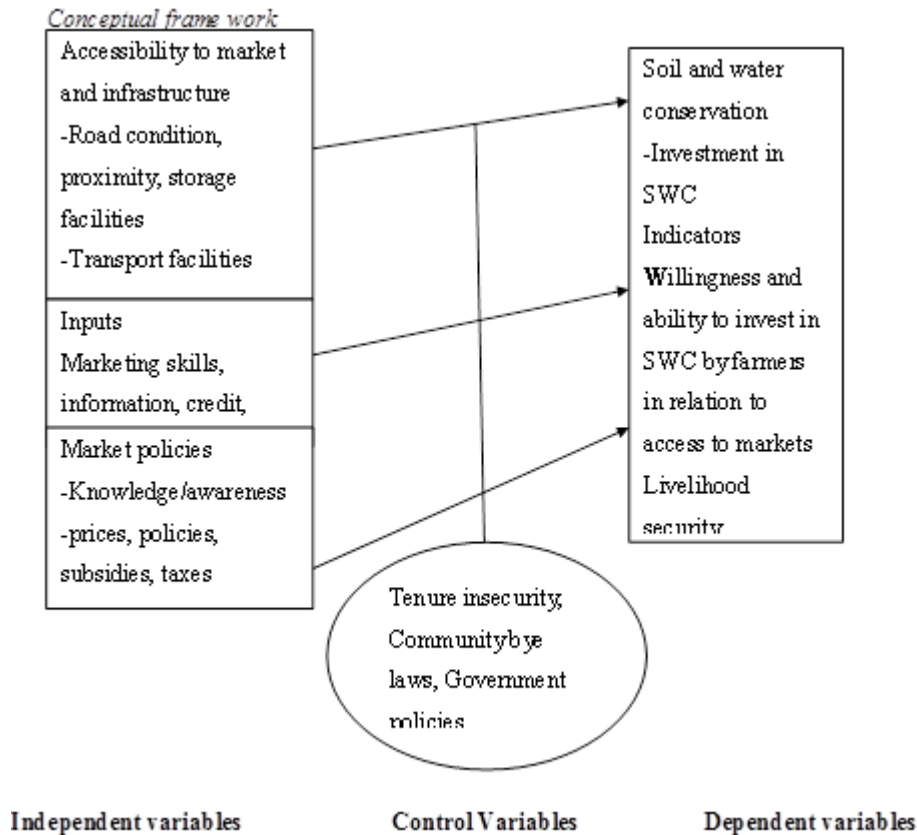 Conceptual frame work
Accessibility to market
and infrastructure
-Road condition,
proximity, storage
facilities
-Transport facilities
Inputs
Marketing skills,
information, credit,
Market policies
-Knowledge/awareness
-prices, policies,
subsidies, taxes
Tenure insecurity,
Community bye
laws, Government
policies
Soil and water
conservation
-Investment in
SWC
Indicators
Willingness and
ability to invest in
SWC by farmers
in relation to
access to markets
Livelihood
security
Independent variables
Control Variables
Dependent variables